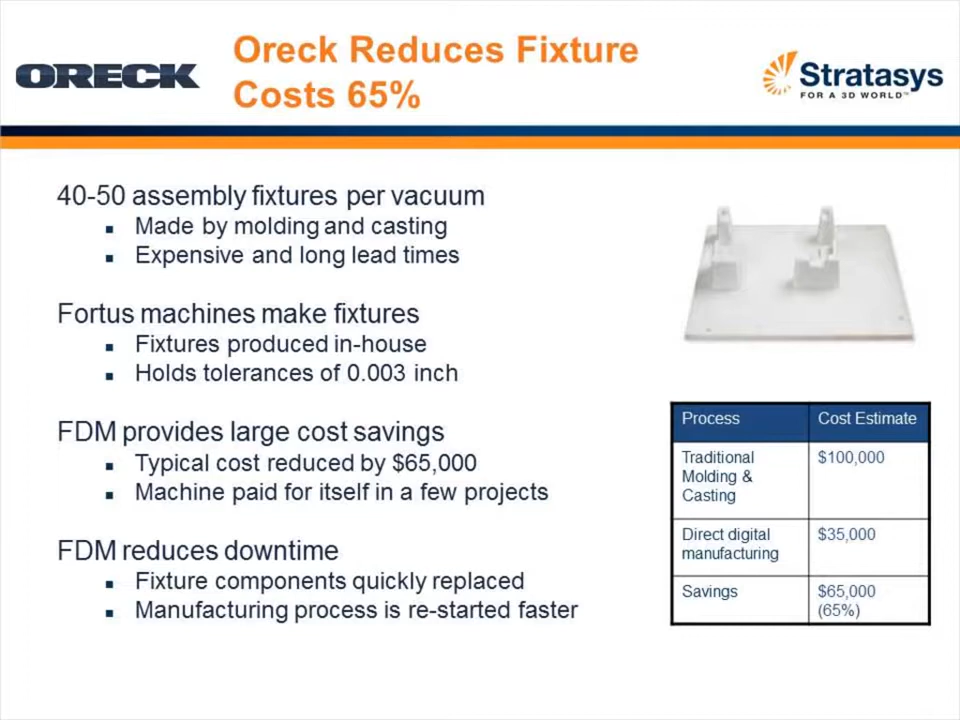 ORECK
Oreck Reduces Fixture
Costs 65%
Stratasys
FOR A 3D WORLD™
40-50 assembly fixtures per vacuum
▪ Made by molding and casting
▪ Expensive and long lead times
Fortus machines make fixtures
▪ Fixtures produced in-house
▪ Holds tolerances of 0.003 inch
FDM provides large cost savings
▪ Typical cost reduced by $65,000
▪ Machine paid for itself in a few projects
FDM reduces downtime
▪ Fixture components quickly replaced
▪ Manufacturing process is re-started faster
Process Cost Estimate
Traditional $100,000
Molding &
Casting
Direct digital $35,000
manufacturing
Savings $65,000
(65%)